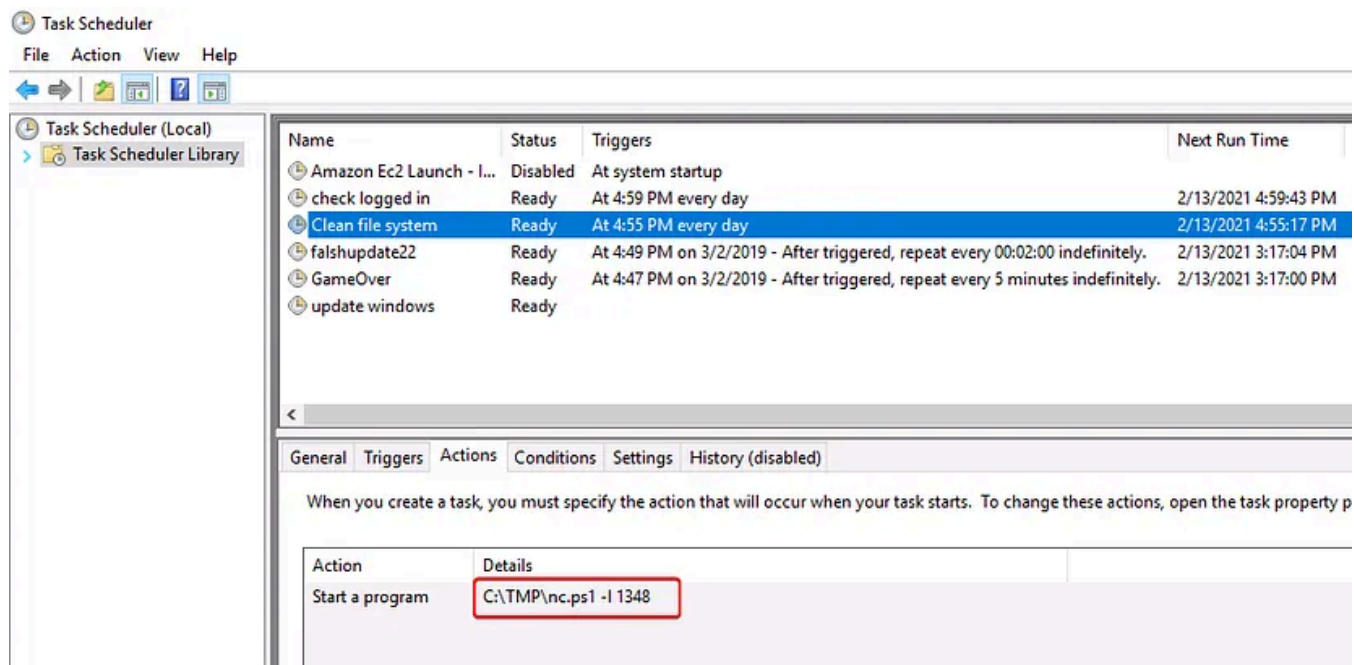 Task Scheduler
File Action View Help
Task Scheduler (Local)
Task Scheduler Library
Name Status Triggers Next Run Time
Amazon Ec2 Launch - I... Disabled At system startup
check logged in Ready At 4:59 PM every day 2/13/2021 4:59:43 PM
Clean file system Ready At 4:55 PM every day 2/13/2021 4:55:17 PM
falshupdate22 Ready At 4:49 PM on 3/2/2019 - After triggered, repeat every 00:02:00 indefinitely. 2/13/2021 3:17:04 PM
GameOver Ready At 4:47 PM on 3/2/2019 - After triggered, repeat every 5 minutes indefinitely. 2/13/2021 3:17:00 PM
update windows Ready
General Triggers Actions Conditions Settings History (disabled)
When you create a task, you must specify the action that will occur when your task starts. To change these actions, open the task property p
Action Details
Start a program C:\TMP\nc.ps1 -l 1348